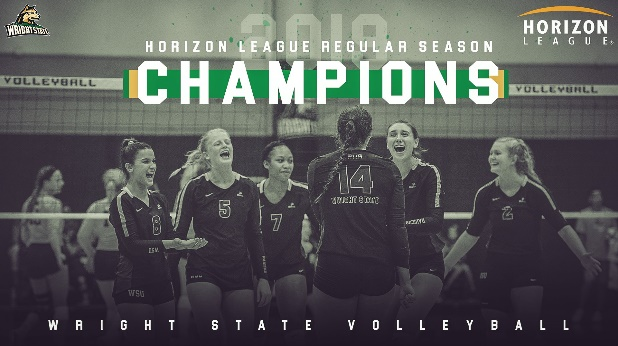 2019
WRIGHT STATE
HORIZON
LEAGUE
HORIZON LEAGUE REGULAR SEASON
CHAMPIONS
VOLLEYBALL
VOLLEYBALL
14
WRIGHT STATE
5
7
2
WSU
WRIGHT STATE VOLLEYBALL